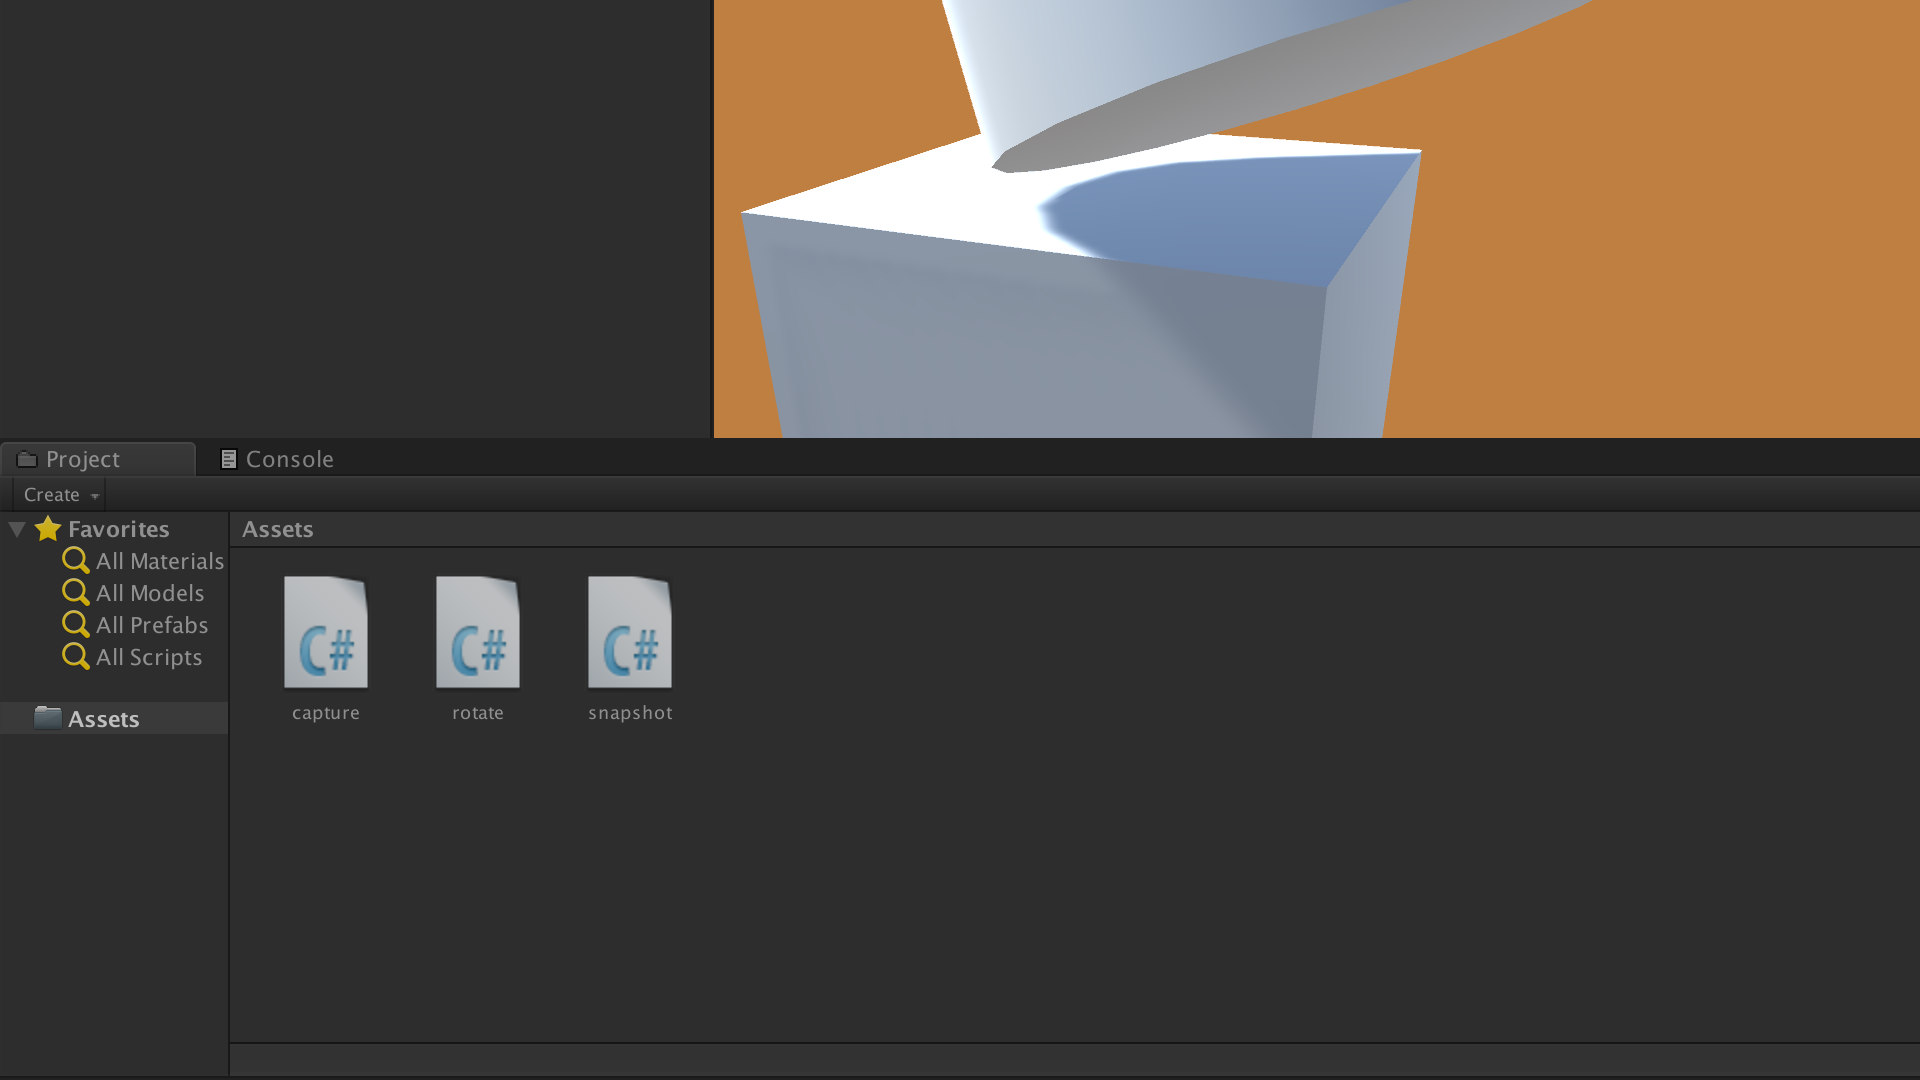 Project
Console
Create
Favorites
Assets
All Materials
All Models
All Prefabs
All Scripts
Assets
C#
C#
C#
capture
rotate
snapshot